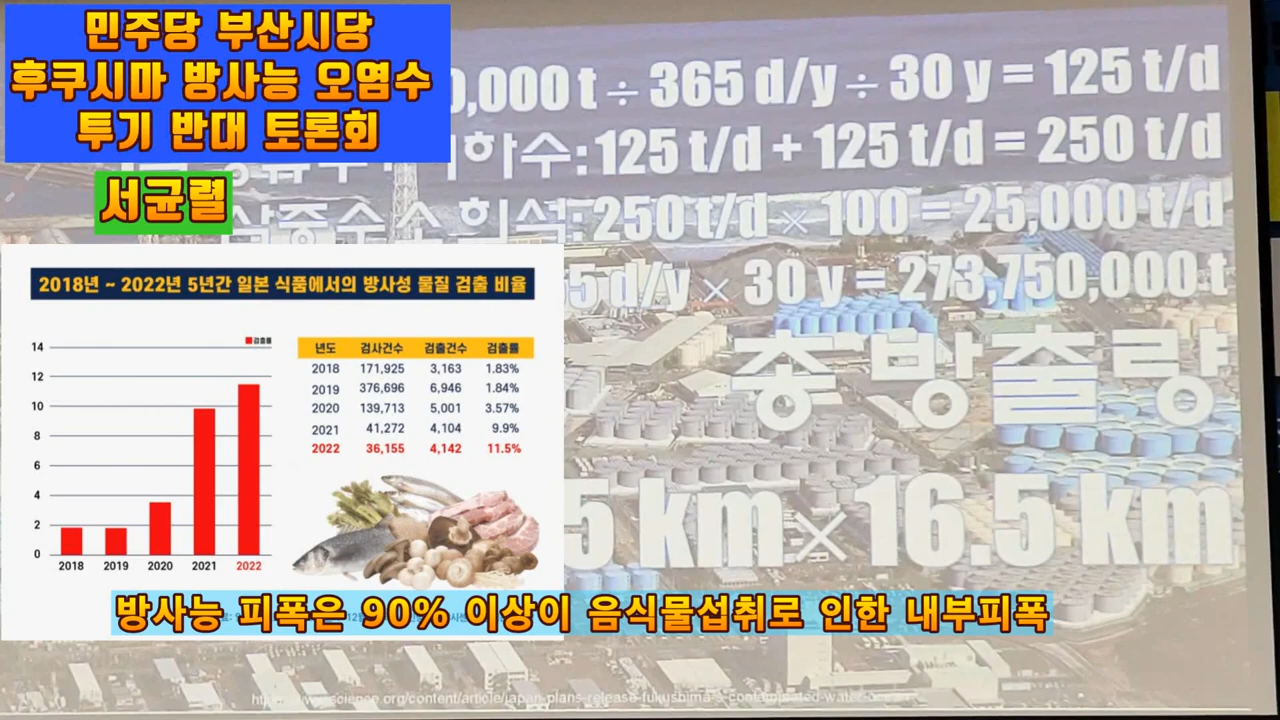 민주당 부산시당
후쿠시마 방사능 오염수
투기 반대 토론회
서균렬
0,000 t ÷ 365 d/y ÷ 30 y = 125 t/d
하수: 125 t/d + 125 t/d = 250 t/d
삼중수소 희석: 250 t/d × 100 = 25,000 t/d
5 d/y × 30 y = 273,750,000 t
총 방출량
5 km × 16.5 km
2018년 ~ 2022년 5년간 일본 식품에서의 방사성 물질 검출 비율
검출률
14
12
10
8
6
4
2
0
2018 2019 2020 2021 2022
년도 검사건수 검출건수 검출률
2018 171,925 3,163 1.83%
2019 376,696 6,946 1.84%
2020 139,713 5,001 3.57%
2021 41,272 4,104 9.9%
2022 36,155 4,142 11.5%
방사능 피폭은 90% 이상이 음식물섭취로 인한 내부피폭